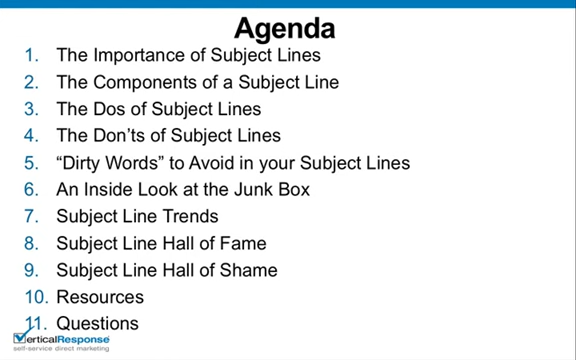 Agenda
1. The Importance of Subject Lines
2. The Components of a Subject Line
3. The Dos of Subject Lines
4. The Don'ts of Subject Lines
5. “Dirty Words” to Avoid in your Subject Lines
6. An Inside Look at the Junk Box
7. Subject Line Trends
8. Subject Line Hall of Fame
9. Subject Line Hall of Shame
10. Resources
11. Questions
VerticalResponse®
self-service direct marketing